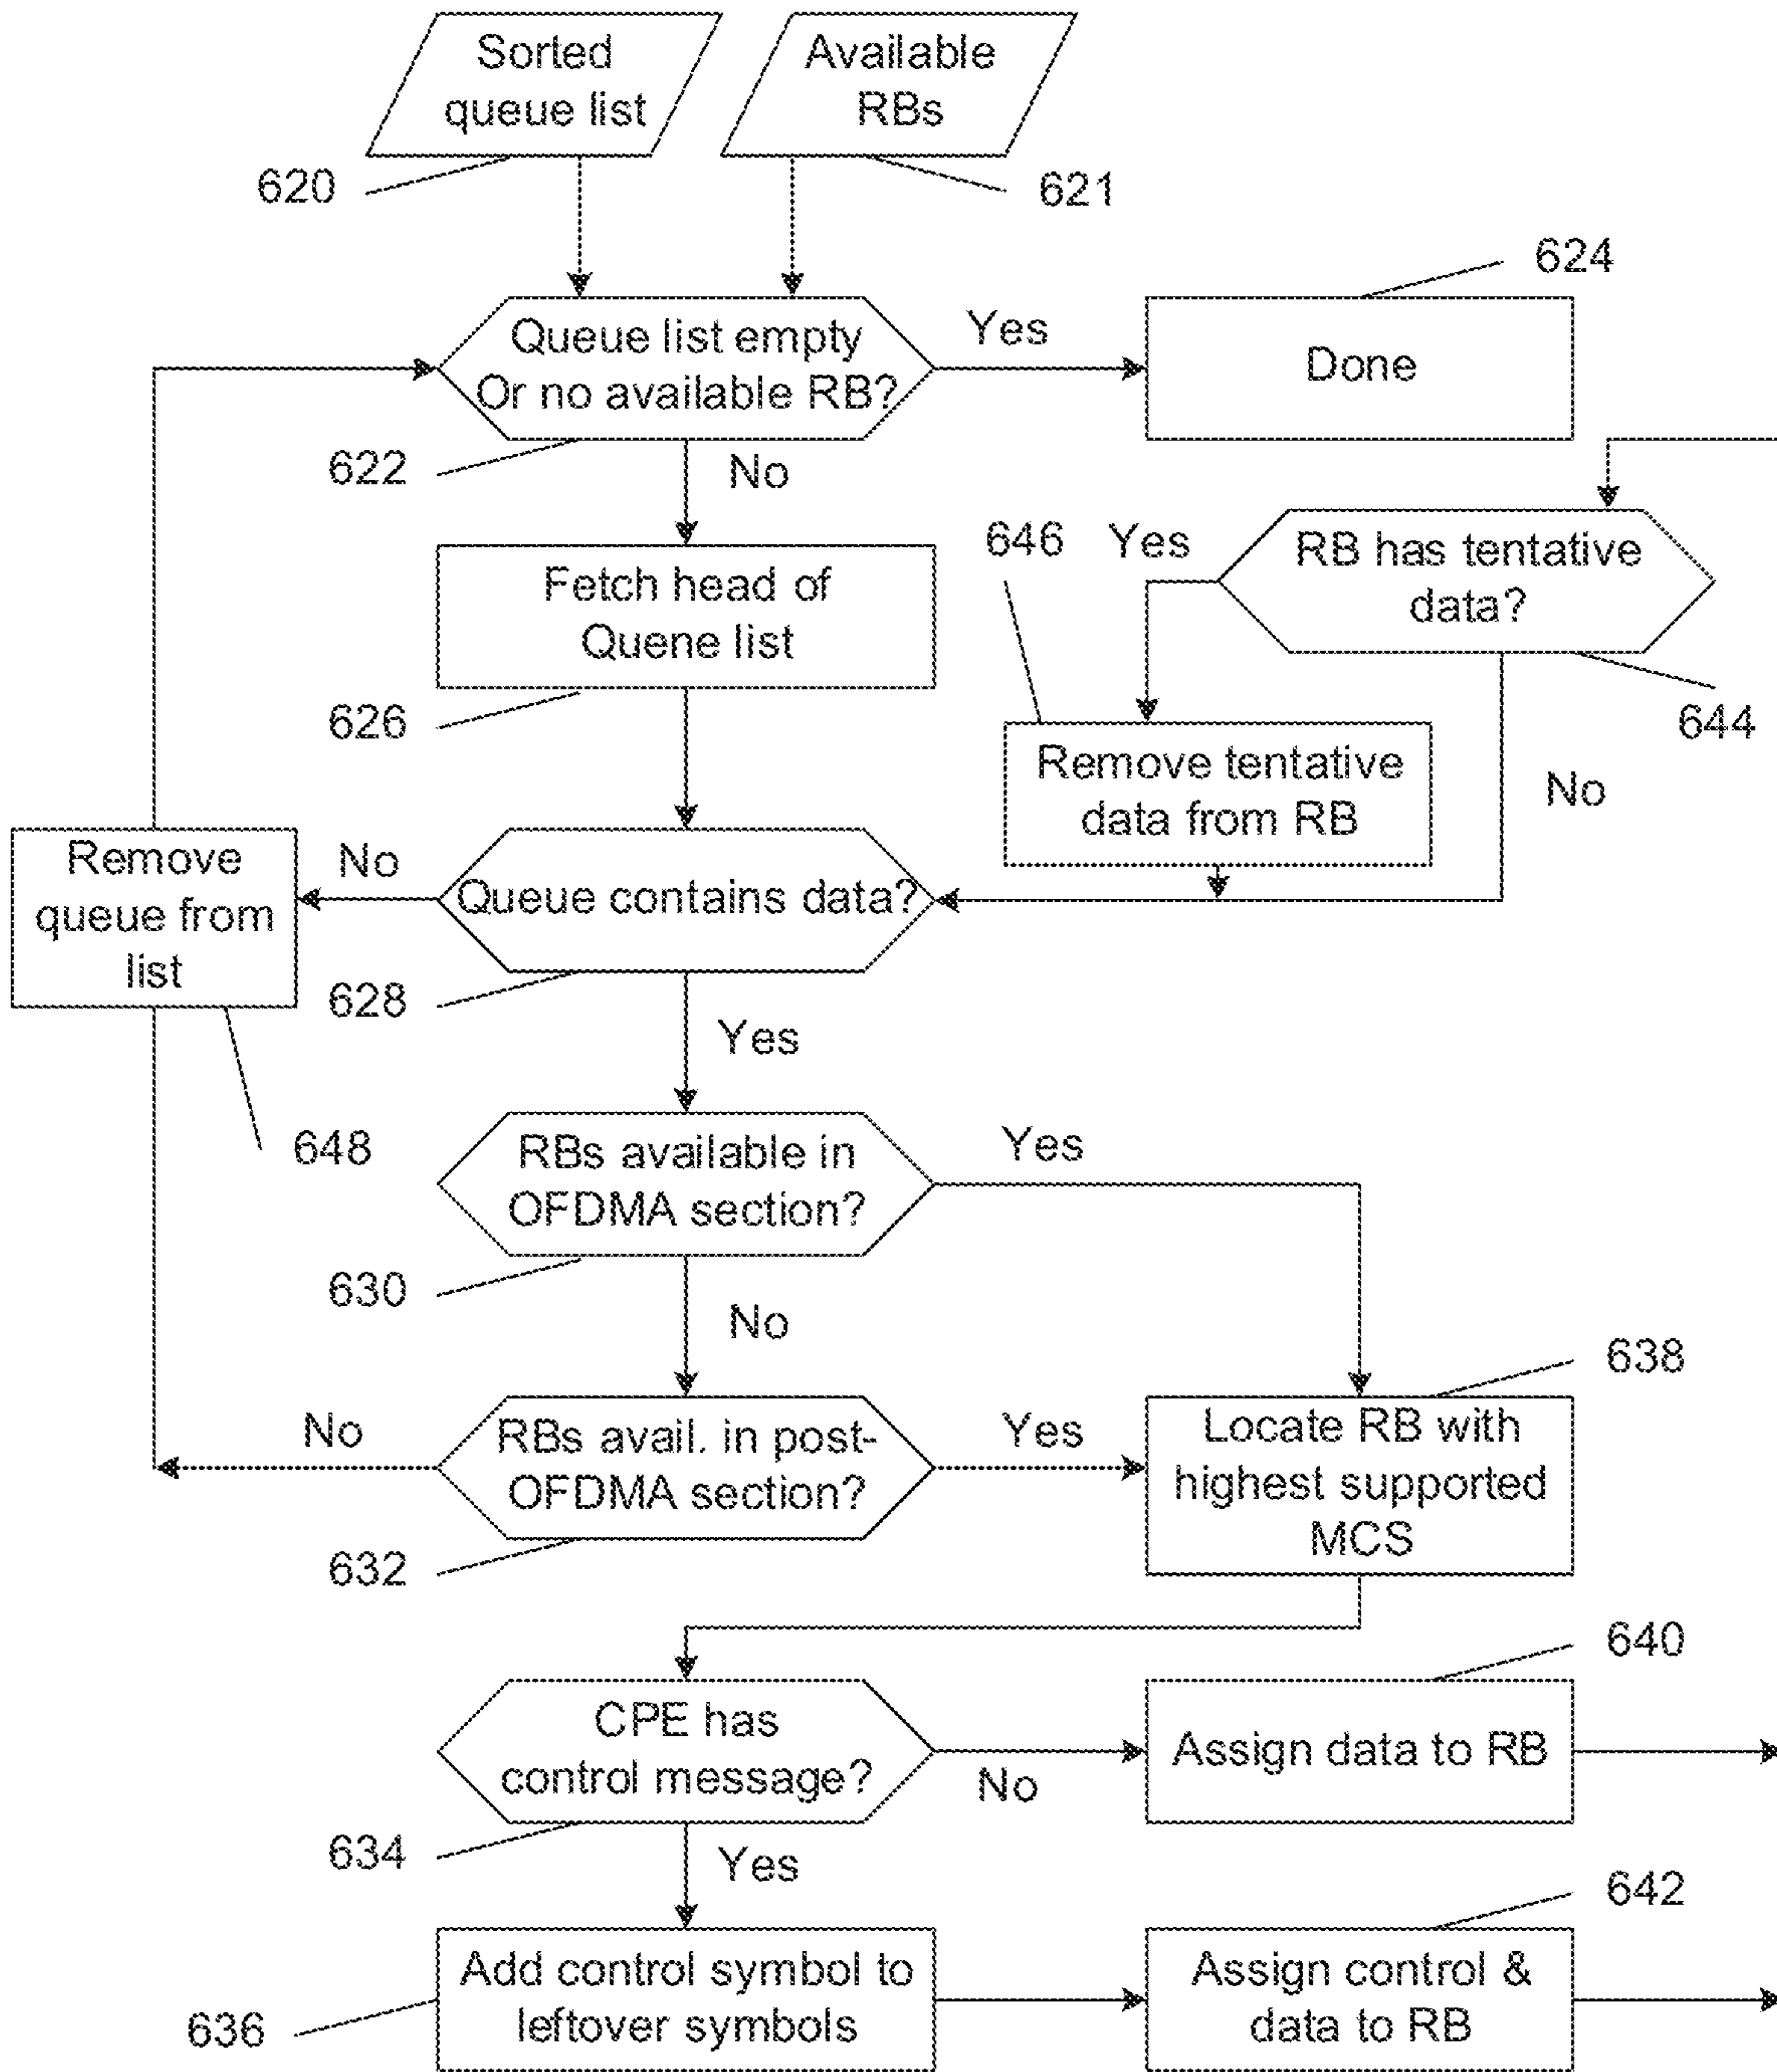 Sorted
queue list
Available
RBs
620
621
624
Queue list empty
Or no available RB?
Yes
Done
622
No
646
Yes
RB has tentative
data?
Fetch head of
Quene list
626
644
Remove tentative
data from RB
No
Remove
queue from
list
No
Queue contains data?
628
Yes
648
RBs available in
OFDMA section?
Yes
630
No
638
No
RBs avail. in post-
OFDMA section?
Yes
Locate RB with
highest supported
MCS
632
640
CPE has
control message?
No
Assign data to RB
634
Yes
642
Add control symbol to
leftover symbols
Assign control &
data to RB
636